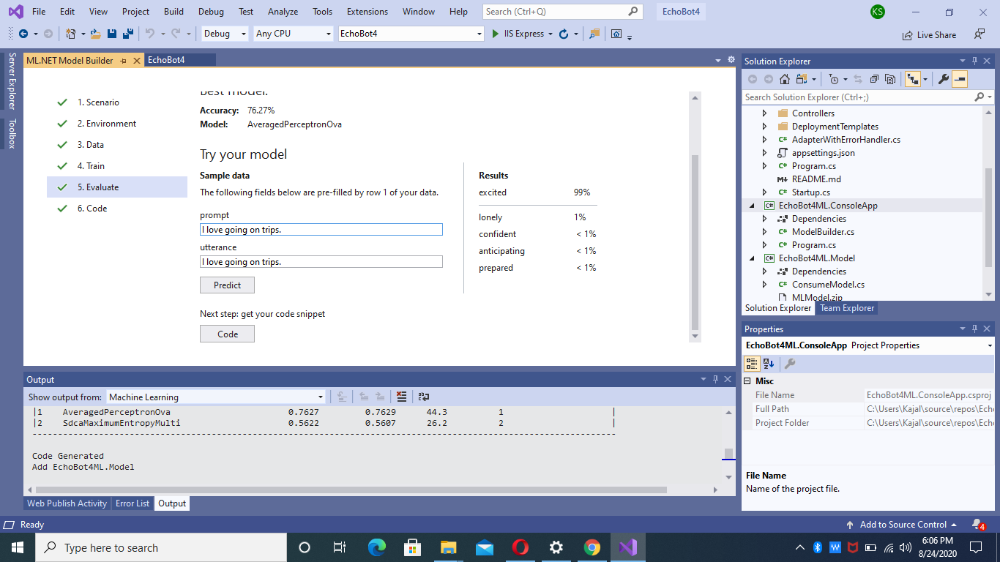 File Edit View Project Build Debug Test Analyze Tools Extensions Window Help Search (Ctrl+Q) EchoBot4 KS
Debug Any CPU EchoBot4 IIS Express Live Share
Server Explorer
Toolbox
ML.NET Model Builder EchoBot4
1. Scenario
2. Environment
3. Data
4. Train
5. Evaluate
6. Code
Best model:
Accuracy: 76.27%
Model: AveragedPerceptronOva
Try your model
Sample data
The following fields below are pre-filled by row 1 of your data.
prompt
I love going on trips.
utterance
I love going on trips.
Predict
Next step: get your code snippet
Code
Results
excited 99%
lonely 1%
confident < 1%
anticipating < 1%
prepared < 1%
Solution Explorer
Search Solution Explorer (Ctrl+;)
Controllers
DeploymentTemplates
C# AdapterWithErrorHandler.cs
appsettings.json
C# Program.cs
M↓ README.md
C# Startup.cs
C# EchoBot4ML.ConsoleApp
Dependencies
C# ModelBuilder.cs
C# Program.cs
C# EchoBot4ML.Model
Dependencies
C# ConsumeModel.cs
MLModel.zip
Solution Explorer Team Explorer
Properties
EchoBot4ML.ConsoleApp Project Properties
Misc
File Name EchoBot4ML.ConsoleApp.csproj
Full Path C:\Users\Kajal\source\repos\Echo
Project Folder C:\Users\Kajal\source\repos\Echo
File Name
Name of the project file.
Output
Show output from: Machine Learning
|1 AveragedPerceptronOva 0.7627 0.7629 44.3 1 |
|2 SdcaMaximumEntropyMulti 0.5622 0.5607 26.2 2 |
Code Generated
Add EchoBot4ML.Model
Web Publish Activity Error List Output
Ready Add to Source Control 4
Type here to search 6:06 PM
8/24/2020